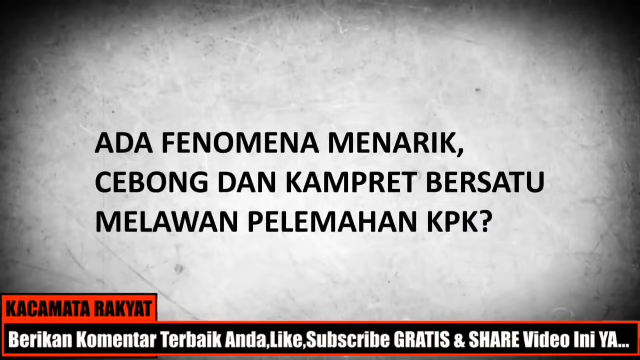 ADA FENOMENA MENARIK,
CEBONG DAN KAMPRET BERSATU
MELAWAN PELEMAHAN KPK?
KACAMATA RAKYAT
Berikan Komentar Terbaik Anda,Like,Subscribe GRATIS & SHARE Video Ini YA...